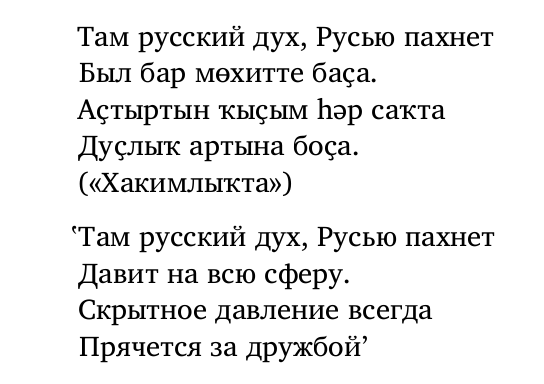 Там русский дух, Русью пахнет
Был бар мөхитте баҫа.
Аҫтыртын ҡыҫым һәр саҡта
Дуҫлыҡ артына боҫа.
(«Хакимлыҡта»)
‛Там русский дух, Русью пахнет
Давит на всю сферу.
Скрытное давление всегда
Прячется за дружбой’